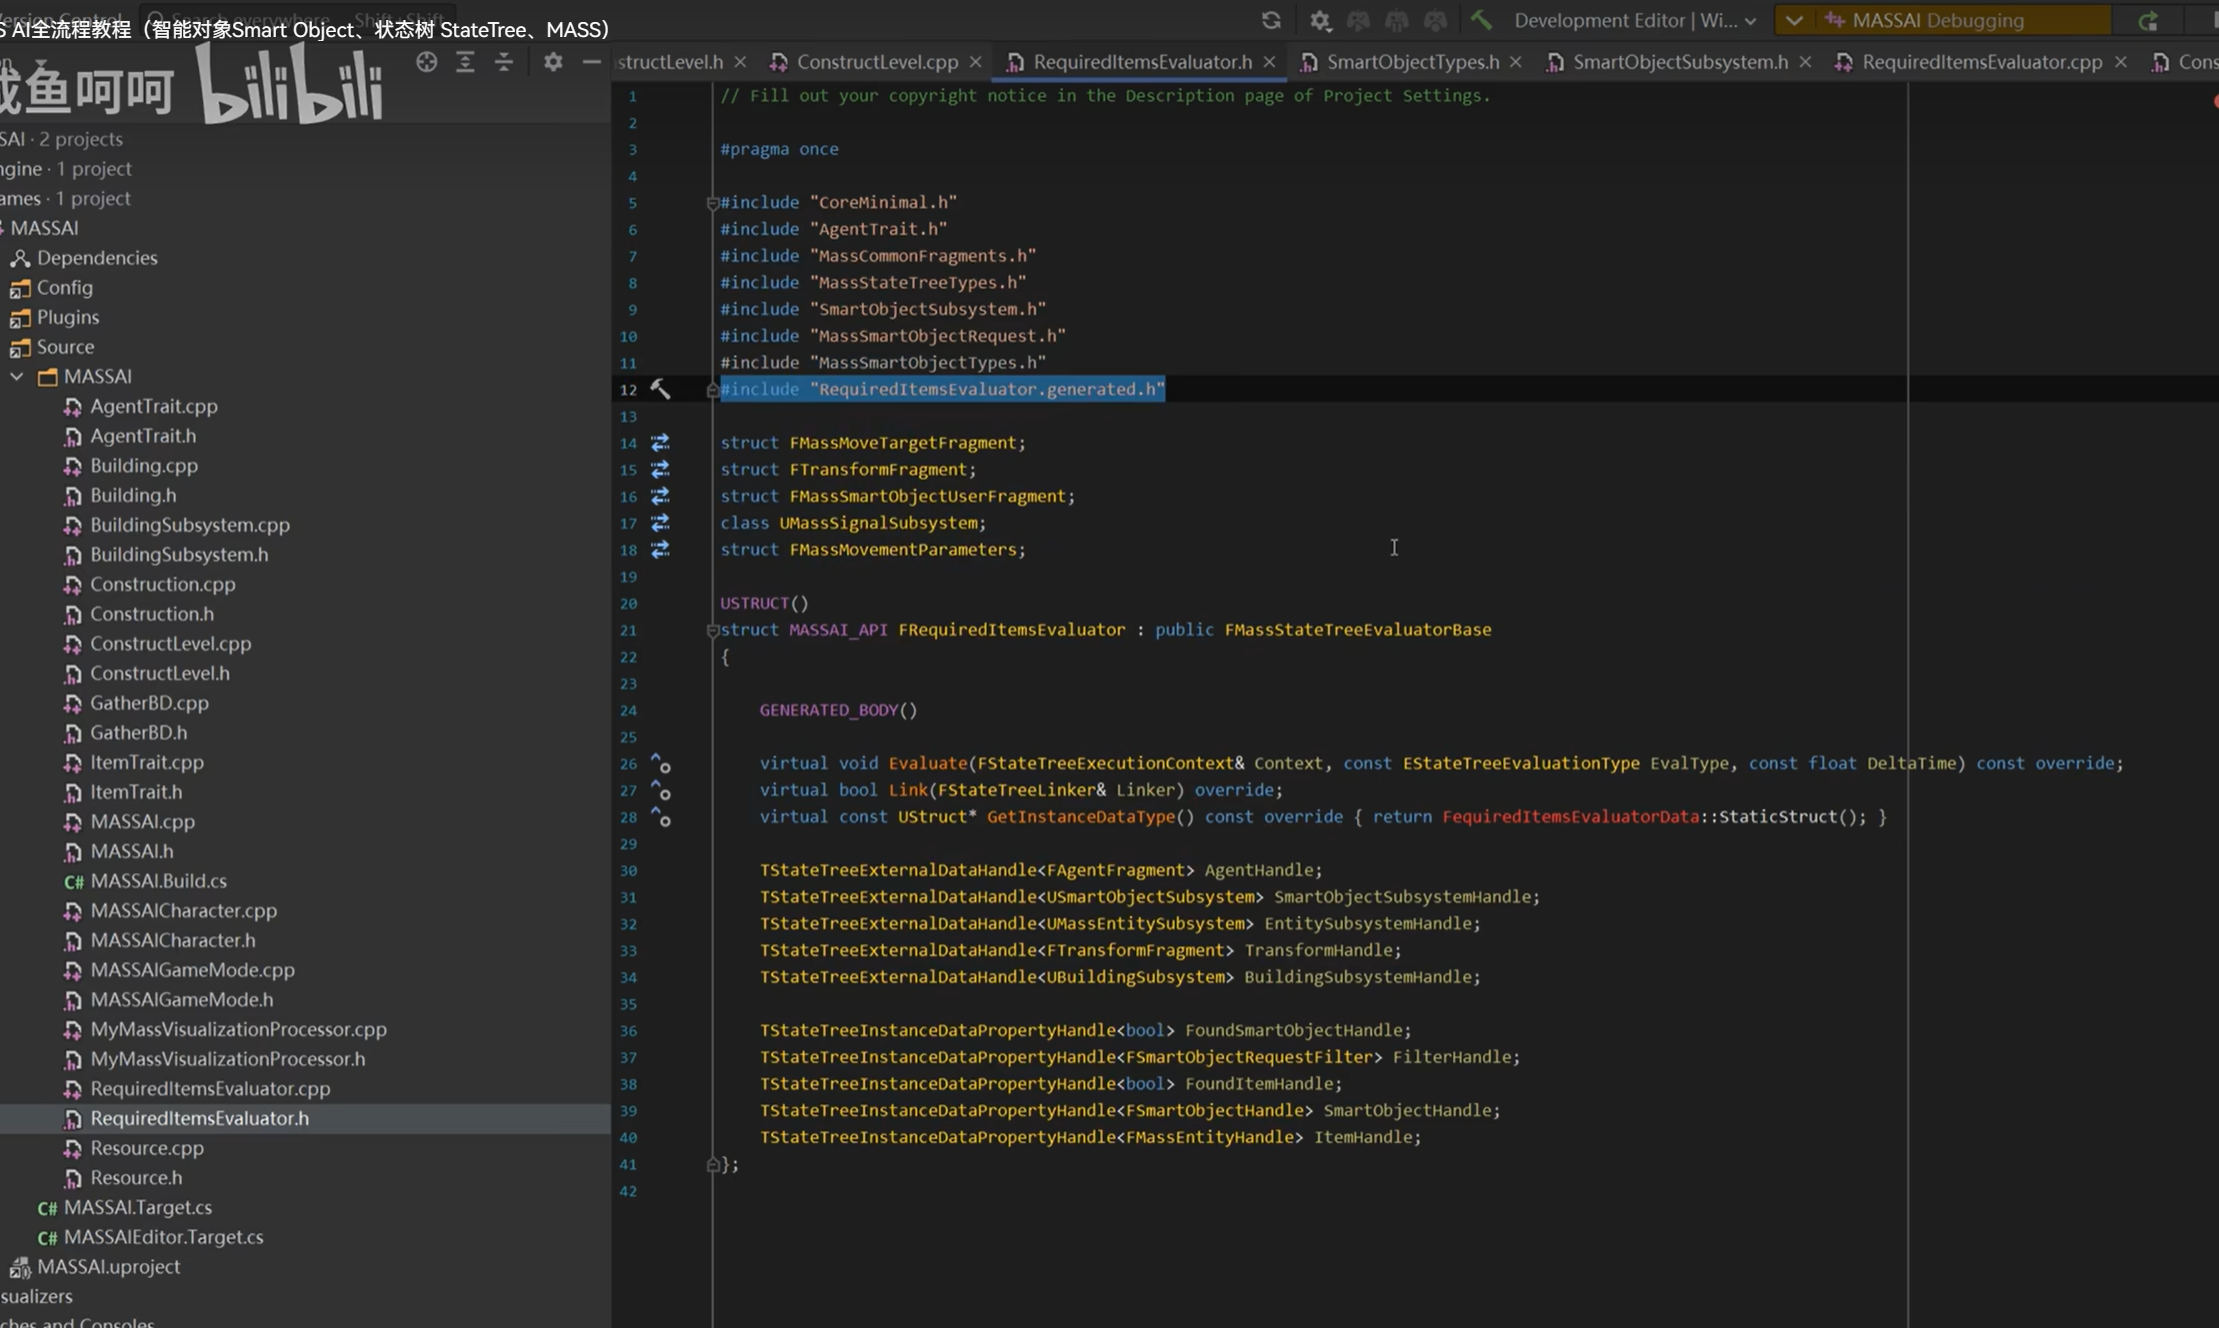 AI全流程教程（智能对象Smart Object、状态树 StateTree、MASS）
Development Editor | Wi...
MASSAI Debugging
structLevel.h
ConstructLevel.cpp
RequiredItemsEvaluator.h
SmartObjectTypes.h
SmartObjectSubsystem.h
RequiredItemsEvaluator.cpp
Cons
咸鱼呵呵 bilibili
SAI · 2 projects
ngine · 1 project
ames · 1 project
MASSAI
Dependencies
Config
Plugins
Source
MASSAI
AgentTrait.cpp
AgentTrait.h
Building.cpp
Building.h
BuildingSubsystem.cpp
BuildingSubsystem.h
Construction.cpp
Construction.h
ConstructLevel.cpp
ConstructLevel.h
GatherBD.cpp
GatherBD.h
ItemTrait.cpp
ItemTrait.h
MASSAI.cpp
MASSAI.h
C# MASSAI.Build.cs
MASSAICharacter.cpp
MASSAICharacter.h
MASSAIGameMode.cpp
MASSAIGameMode.h
MyMassVisualizationProcessor.cpp
MyMassVisualizationProcessor.h
RequiredItemsEvaluator.cpp
RequiredItemsEvaluator.h
Resource.cpp
Resource.h
C# MASSAI.Target.cs
C# MASSAIEditor.Target.cs
MASSAI.uproject
sualizers
ches and Consoles
1 // Fill out your copyright notice in the Description page of Project Settings.
2
3 #pragma once
4
5 #include "CoreMinimal.h"
6 #include "AgentTrait.h"
7 #include "MassCommonFragments.h"
8 #include "MassStateTreeTypes.h"
9 #include "SmartObjectSubsystem.h"
10 #include "MassSmartObjectRequest.h"
11 #include "MassSmartObjectTypes.h"
12 #include "RequiredItemsEvaluator.generated.h"
13
14 struct FMassMoveTargetFragment;
15 struct FTransformFragment;
16 struct FMassSmartObjectUserFragment;
17 class UMassSignalSubsystem;
18 struct FMassMovementParameters;
19
20 USTRUCT()
21 struct MASSAI_API FRequiredItemsEvaluator : public FMassStateTreeEvaluatorBase
22 {
23
24 GENERATED_BODY()
25
26 virtual void Evaluate(FStateTreeExecutionContext& Context, const EStateTreeEvaluationType EvalType, const float DeltaTime) const override;
27 virtual bool Link(FStateTreeLinker& Linker) override;
28 virtual const UStruct* GetInstanceDataType() const override { return FequiredItemsEvaluatorData::StaticStruct(); }
29
30 TStateTreeExternalDataHandle<FAgentFragment> AgentHandle;
31 TStateTreeExternalDataHandle<USmartObjectSubsystem> SmartObjectSubsystemHandle;
32 TStateTreeExternalDataHandle<UMassEntitySubsystem> EntitySubsystemHandle;
33 TStateTreeExternalDataHandle<FTransformFragment> TransformHandle;
34 TStateTreeExternalDataHandle<UBuildingSubsystem> BuildingSubsystemHandle;
35
36 TStateTreeInstanceDataPropertyHandle<bool> FoundSmartObjectHandle;
37 TStateTreeInstanceDataPropertyHandle<FSmartObjectRequestFilter> FilterHandle;
38 TStateTreeInstanceDataPropertyHandle<bool> FoundItemHandle;
39 TStateTreeInstanceDataPropertyHandle<FSmartObjectHandle> SmartObjectHandle;
40 TStateTreeInstanceDataPropertyHandle<FMassEntityHandle> ItemHandle;
41 };
42